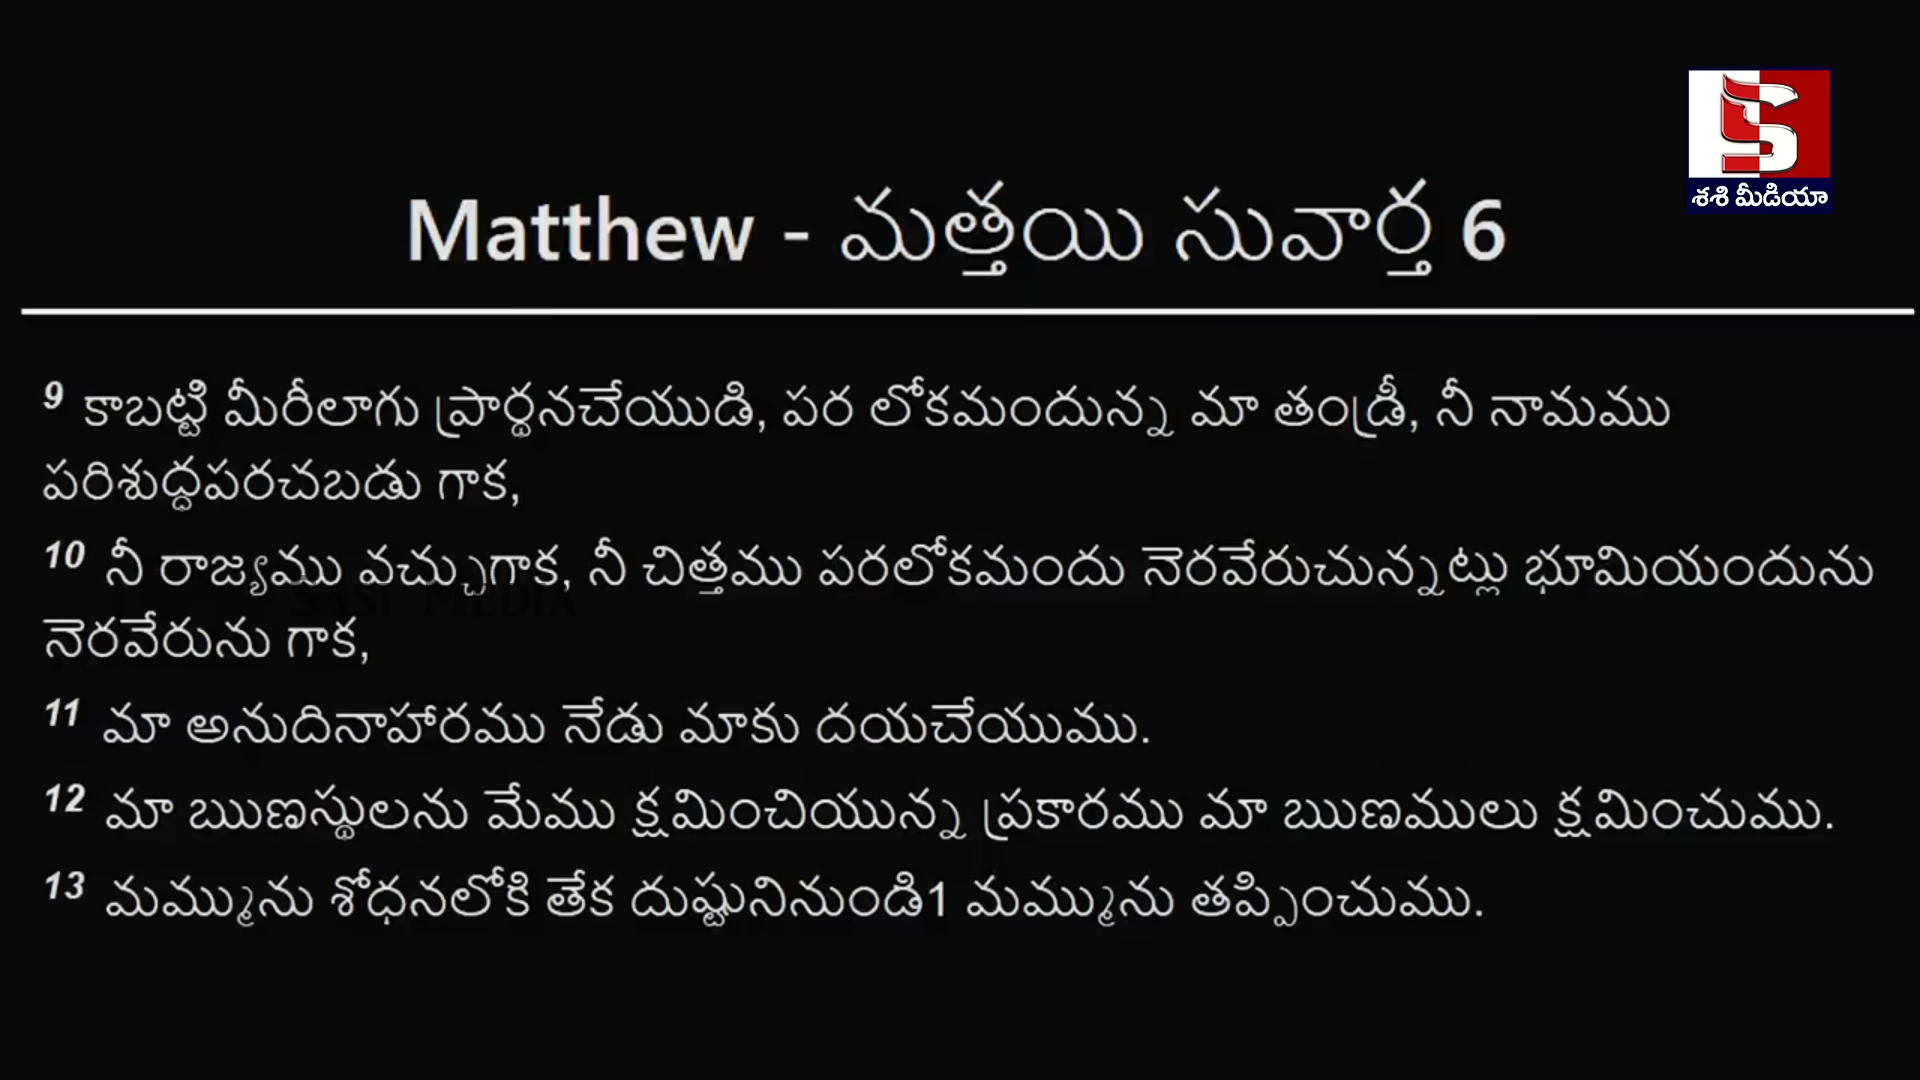 శశి మీడియా
Matthew - మత్తయి సువార్త 6
9 కాబట్టి మీరీలాగు ప్రార్థనచేయుడి, పర లోకమందున్న మా తండ్రీ, నీ నామము
పరిశుద్ధపరచబడు గాక,
10 నీ రాజ్యము వచ్చుగాక, నీ చిత్తము పరలోకమందు నెరవేరుచున్నట్లు భూమియందును
SASI MEDIA
నెరవేరును గాక,
11 మా అనుదినాహారము నేడు మాకు దయచేయుము.
12 మా ఋణస్థులను మేము క్షమించియున్న ప్రకారము మా ఋణములు క్షమించుము.
13 మమ్మును శోధనలోకి తేక దుష్టునినుండి1 మమ్మును తప్పించుము.